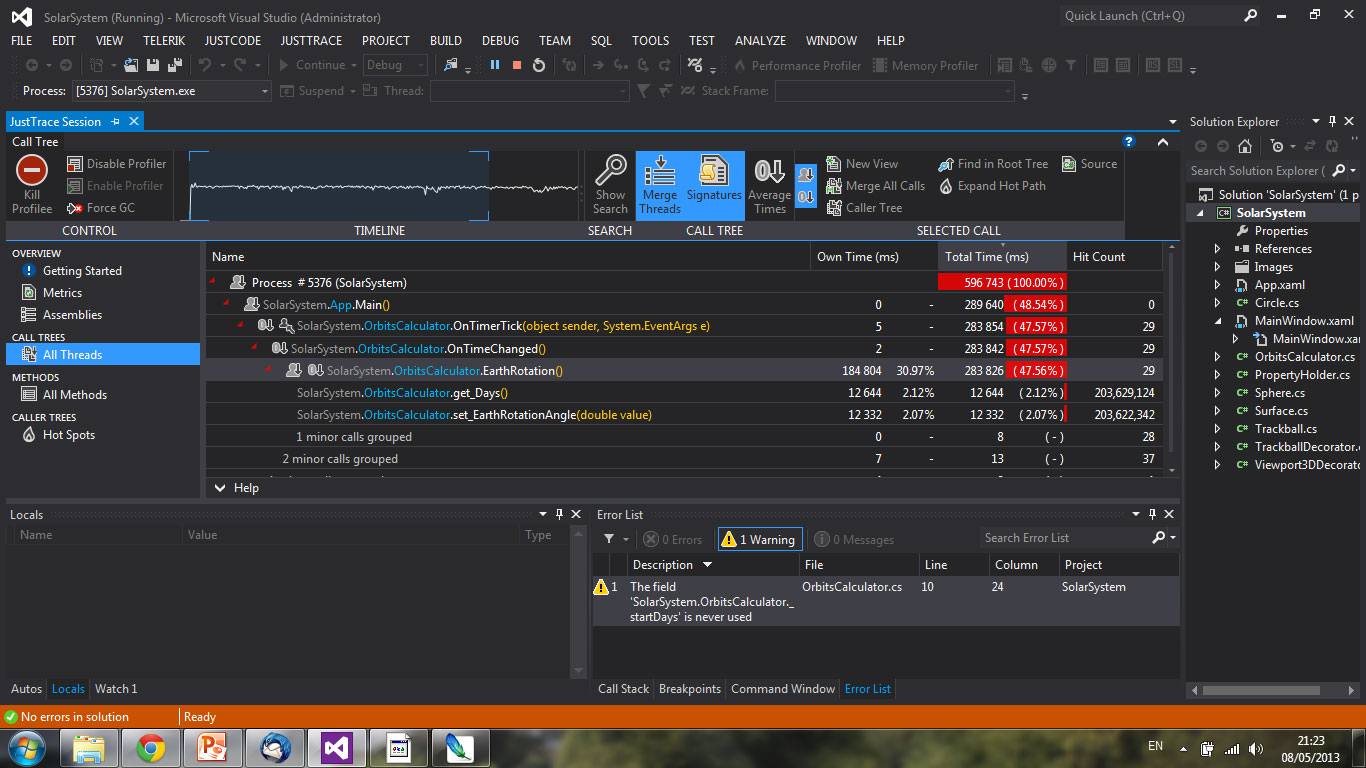 SolarSystem (Running) - Microsoft Visual Studio (Administrator)
Quick Launch (Ctrl+Q)
FILE EDIT VIEW TELERIK JUSTCODE JUSTTRACE PROJECT BUILD DEBUG TEAM SQL TOOLS TEST ANALYZE WINDOW HELP
Continue Debug Performance Profiler Memory Profiler
Process: [5376] SolarSystem.exe Suspend Thread: Stack Frame:
JustTrace Session
Call Tree
Kill Profilee
Disable Profiler
Enable Profiler
Force GC
CONTROL
TIMELINE
Show Search
SEARCH
Merge Threads
Signatures
Average Times
CALL TREE
New View
Merge All Calls
Caller Tree
Find in Root Tree
Expand Hot Path
Source
SELECTED CALL
OVERVIEW
Getting Started
Metrics
Assemblies
CALL TREES
All Threads
METHODS
All Methods
CALLER TREES
Hot Spots
Name Own Time (ms) Total Time (ms) Hit Count
Process # 5376 (SolarSystem) 596 743 (100.00% )
SolarSystem.App.Main() 0 - 289 640 ( 48.54% ) 0
SolarSystem.OrbitsCalculator.OnTimerTick(object sender, System.EventArgs e) 5 - 283 854 ( 47.57% ) 29
SolarSystem.OrbitsCalculator.OnTimeChanged() 2 - 283 842 ( 47.57% ) 29
SolarSystem.OrbitsCalculator.EarthRotation() 184 804 30.97% 283 826 ( 47.56% ) 29
SolarSystem.OrbitsCalculator.get_Days() 12 644 2.12% 12 644 ( 2.12% ) 203,629,124
SolarSystem.OrbitsCalculator.set_EarthRotationAngle(double value) 12 332 2.07% 12 332 ( 2.07% ) 203,622,342
1 minor calls grouped 0 - 8 ( - ) 28
2 minor calls grouped 7 - 13 ( - ) 37
Help
Solution Explorer
Search Solution Explorer (
Solution 'SolarSystem' (1 p
SolarSystem
Properties
References
Images
App.xaml
Circle.cs
MainWindow.xaml
MainWindow.xa
OrbitsCalculator.cs
PropertyHolder.cs
Sphere.cs
Surface.cs
Trackball.cs
TrackballDecorator.
Viewport3DDecorato
Locals
Name Value Type
Autos Locals Watch 1
Error List
0 Errors 1 Warning 0 Messages Search Error List
Description File Line Column Project
1 The field OrbitsCalculator.cs 10 24 SolarSystem
'SolarSystem.OrbitsCalculator._
startDays' is never used
Call Stack Breakpoints Command Window Error List
No errors in solution Ready
EN
21:23
08/05/2013